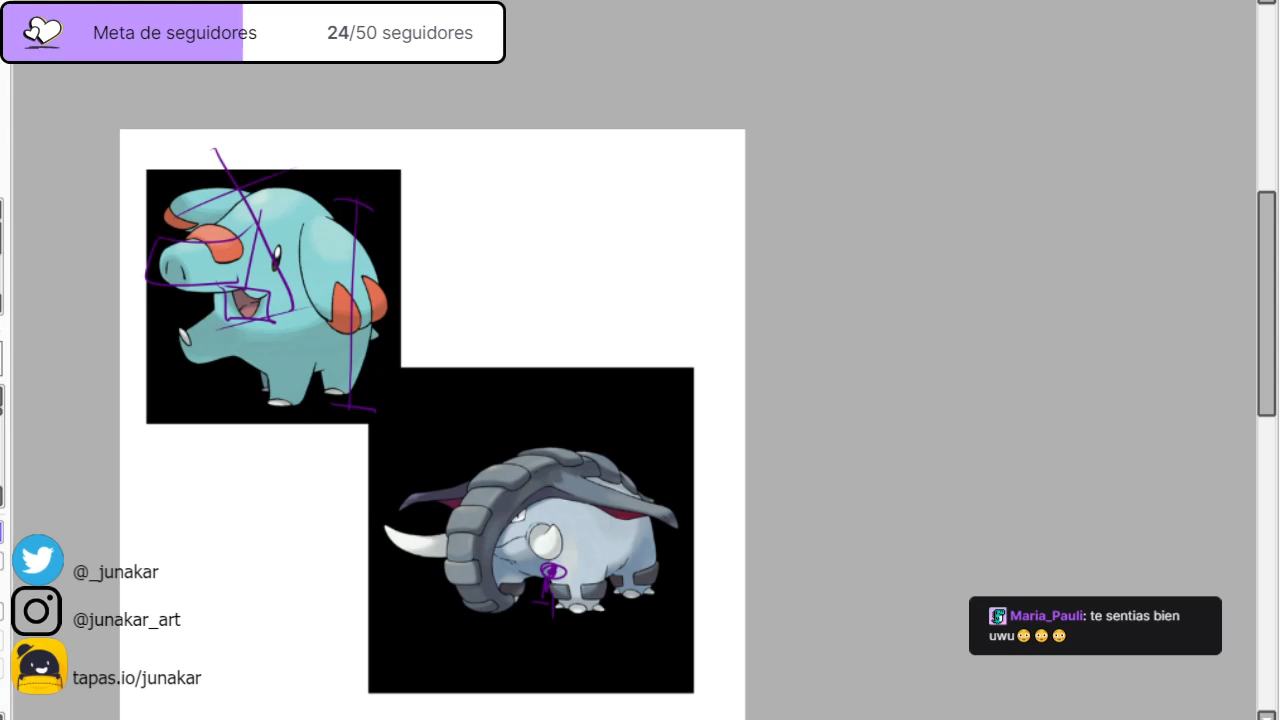 Meta de seguidores 24/50 seguidores
@_junakar
@junakar_art
tapas.io/junakar
Maria_Pauli: te sentias bien
uwu😳😳😳